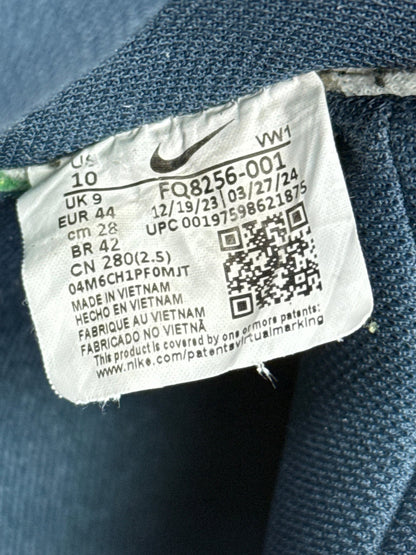 VW1
US
10
FQ8256-001
UK 9
12/19/23 03/27/24
EUR 44
UPC 00197598621875
cm 28
BR 42
CN 280(2.5)
04M6CH1PF0MJT
MADE IN VIETNAM
HECHO EN VIETNAM
FABRIQUE AU VIETNAM
FABRICADO NO VIETNÃ
This product is covered by one or more patents:
www.nike.com/patentsvirtualmarking